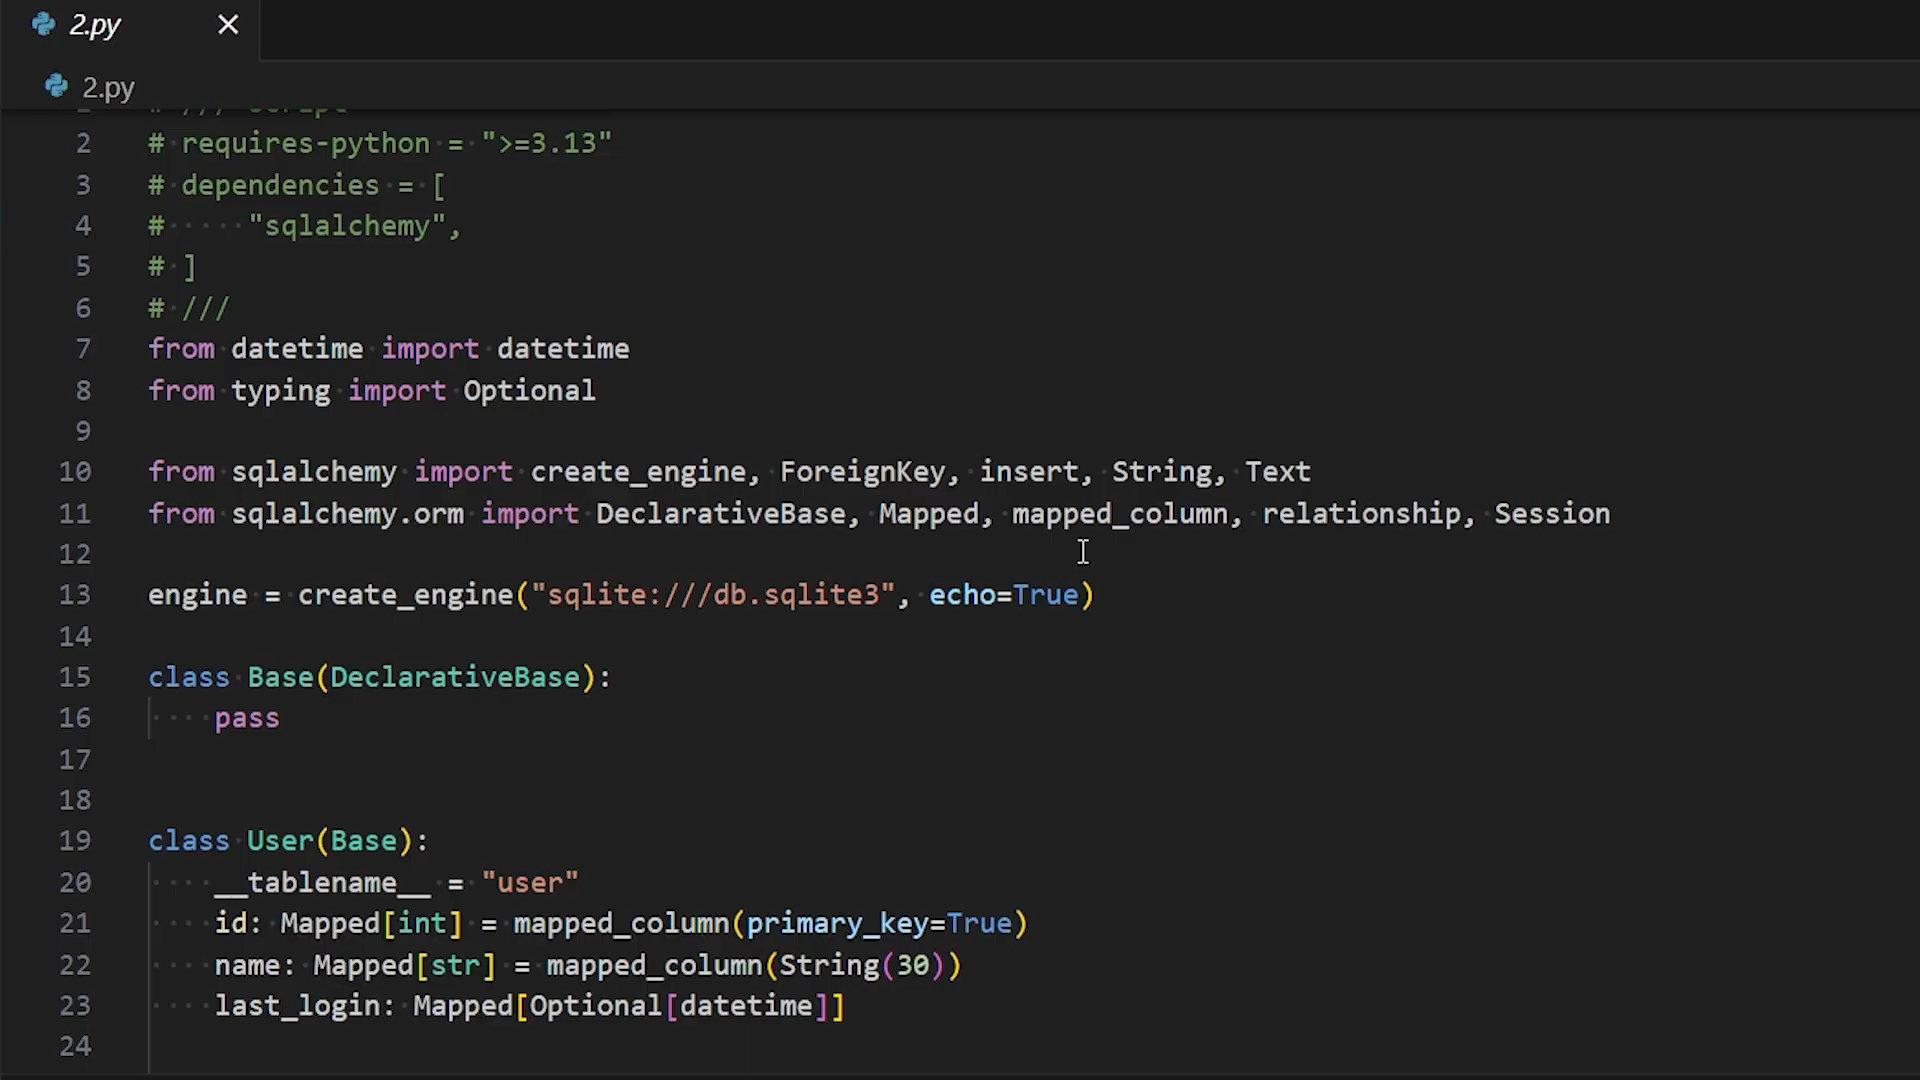 2.py
2.py
1 # /// script
2 # requires-python = ">=3.13"
3 # dependencies = [
4 #     "sqlalchemy",
5 # ]
6 # ///
7 from datetime import datetime
8 from typing import Optional
9
10 from sqlalchemy import create_engine, ForeignKey, insert, String, Text
11 from sqlalchemy.orm import DeclarativeBase, Mapped, mapped_column, relationship, Session
12
13 engine = create_engine("sqlite:///db.sqlite3", echo=True)
14
15 class Base(DeclarativeBase):
16     pass
17
18
19 class User(Base):
20     __tablename__ = "user"
21     id: Mapped[int] = mapped_column(primary_key=True)
22     name: Mapped[str] = mapped_column(String(30))
23     last_login: Mapped[Optional[datetime]]
24